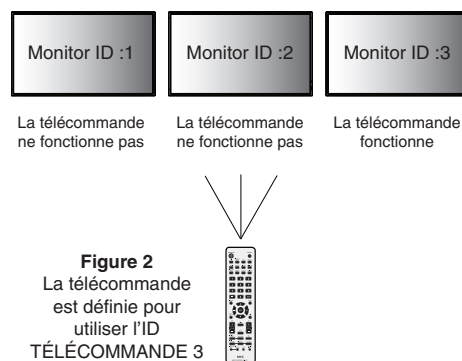 Monitor ID :1
Monitor ID :2
Monitor ID :3
La télécommande
ne fonctionne pas
La télécommande
ne fonctionne pas
La télécommande
fonctionne
Figure 2
La télécommande
est définie pour
utiliser l’ID
TÉLÉCOMMANDE 3